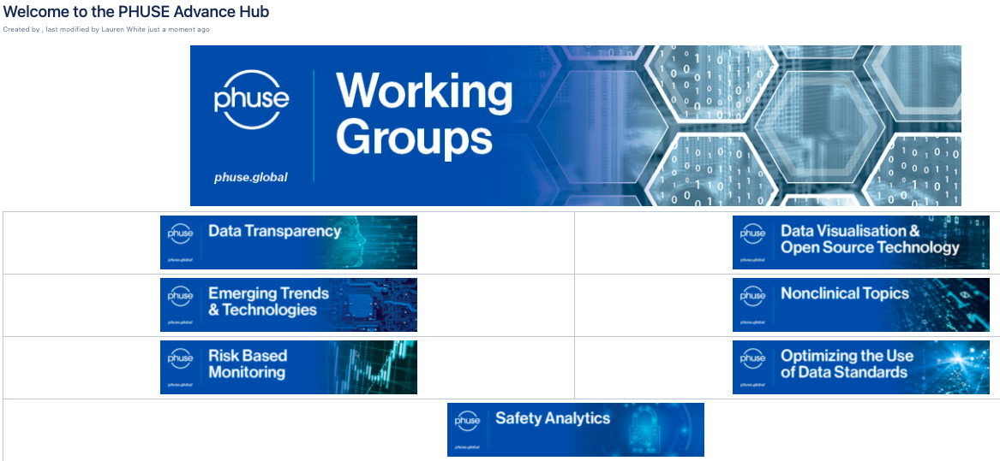 Welcome to the PHUSE Advance Hub
Created by , last modified by Lauren White just a moment ago
phuse
Working
Groups
phuse.global
phuse
Data Transparency
phuse.global
phuse
Data Visualisation &
Open Source Technology
phuse.global
phuse
Emerging Trends
& Technologies
phuse.global
phuse
Nonclinical Topics
phuse.global
phuse
Risk Based
Monitoring
phuse.global
phuse
Optimizing the Use
of Data Standards
phuse.global
phuse
Safety Analytics
phuse.global